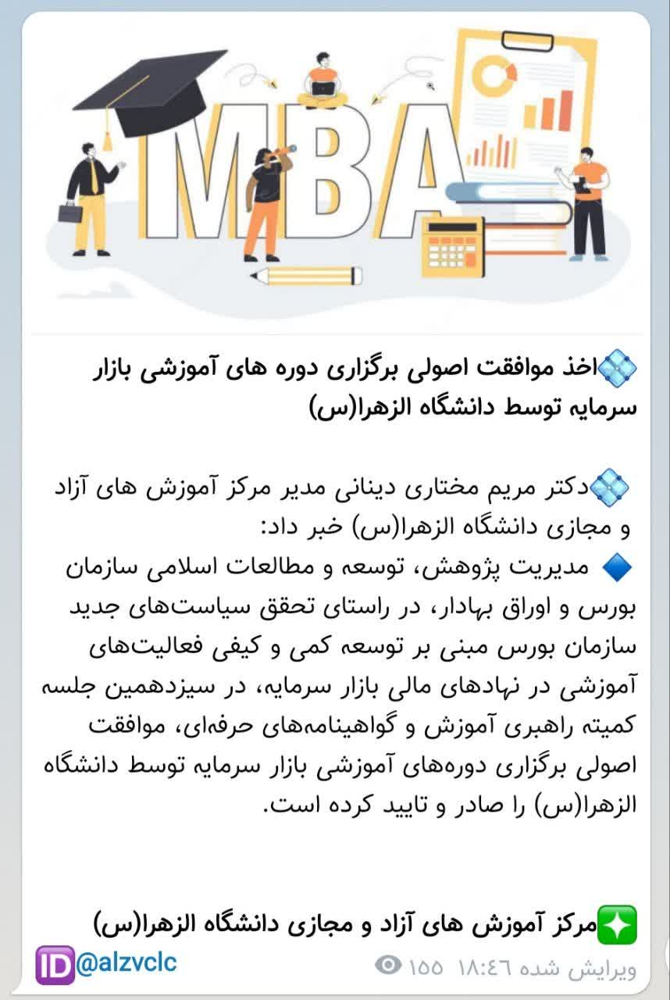 MBA
اخذ موافقت اصولی برگزاری دوره های آموزشی بازار
سرمایه توسط دانشگاه الزهرا(س)
دکتر مریم مختاری دینانی مدیر مرکز آموزش های آزاد
و مجازی دانشگاه الزهرا(س) خبر داد:
مدیریت پژوهش، توسعه و مطالعات اسلامی سازمان
بورس و اوراق بهادار، در راستای تحقق سیاست‌های جدید
سازمان بورس مبنی بر توسعه کمی و کیفی فعالیت‌های
آموزشی در نهادهای مالی بازار سرمایه، در سیزدهمین جلسه
کمیته راهبری آموزش و گواهینامه‌های حرفه‌ای، موافقت
اصولی برگزاری دوره‌های آموزشی بازار سرمایه توسط دانشگاه
الزهرا(س) را صادر و تایید کرده است.
مرکز آموزش های آزاد و مجازی دانشگاه الزهرا(س)
🆔@alzvclc
ویرایش شده ۱۸:٤٦ ۱۵۵